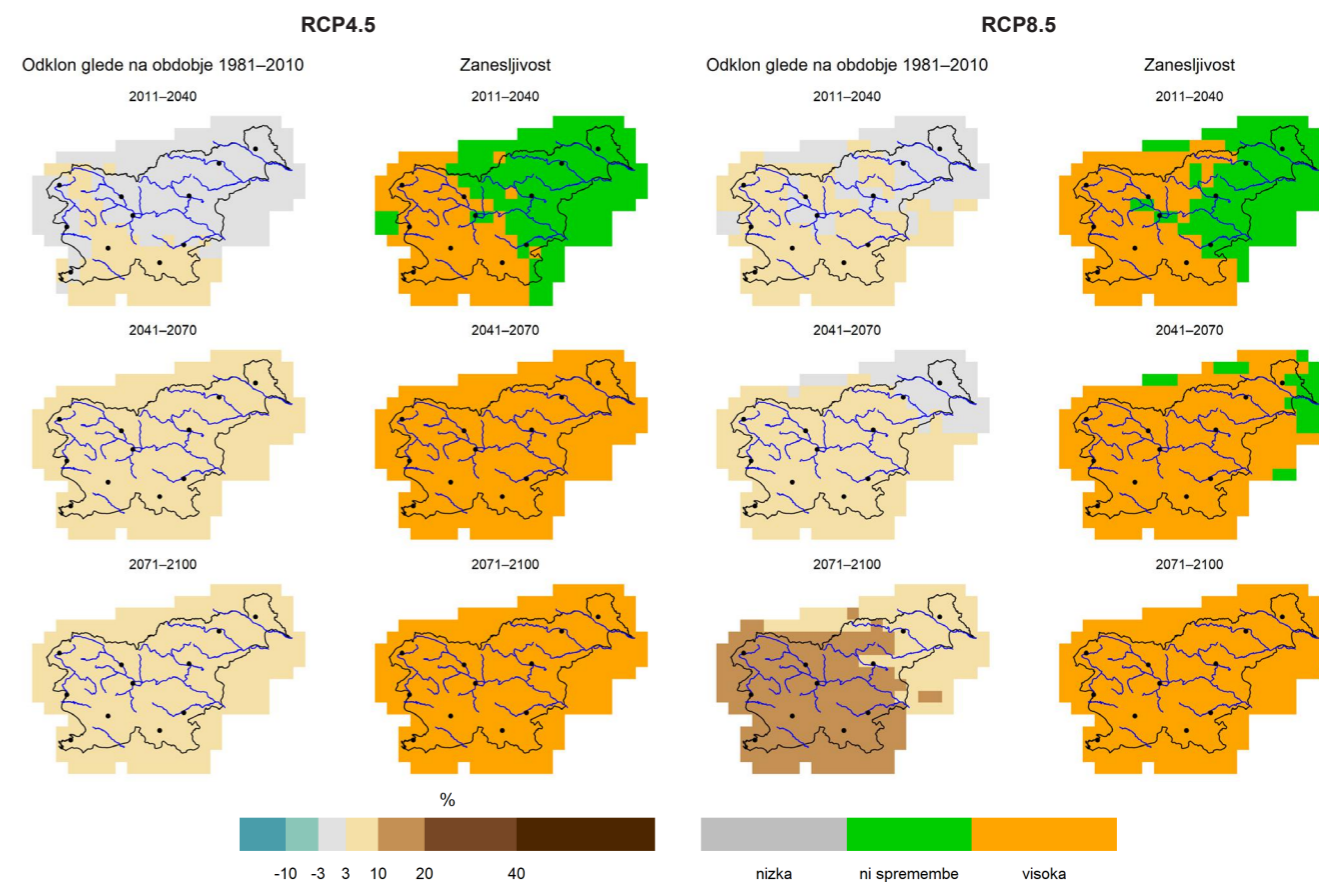 RCP4.5 RCP8.5
Odklon glede na obdobje 1981–2010 Zanesljivost Odklon glede na obdobje 1981–2010 Zanesljivost
2011–2040 2011–2040 2011–2040 2011–2040
2041–2070 2041–2070 2041–2070 2041–2070
2071–2100 2071–2100 2071–2100 2071–2100
%
-10 -3 3 10 20 40 nizka ni spremembe visoka